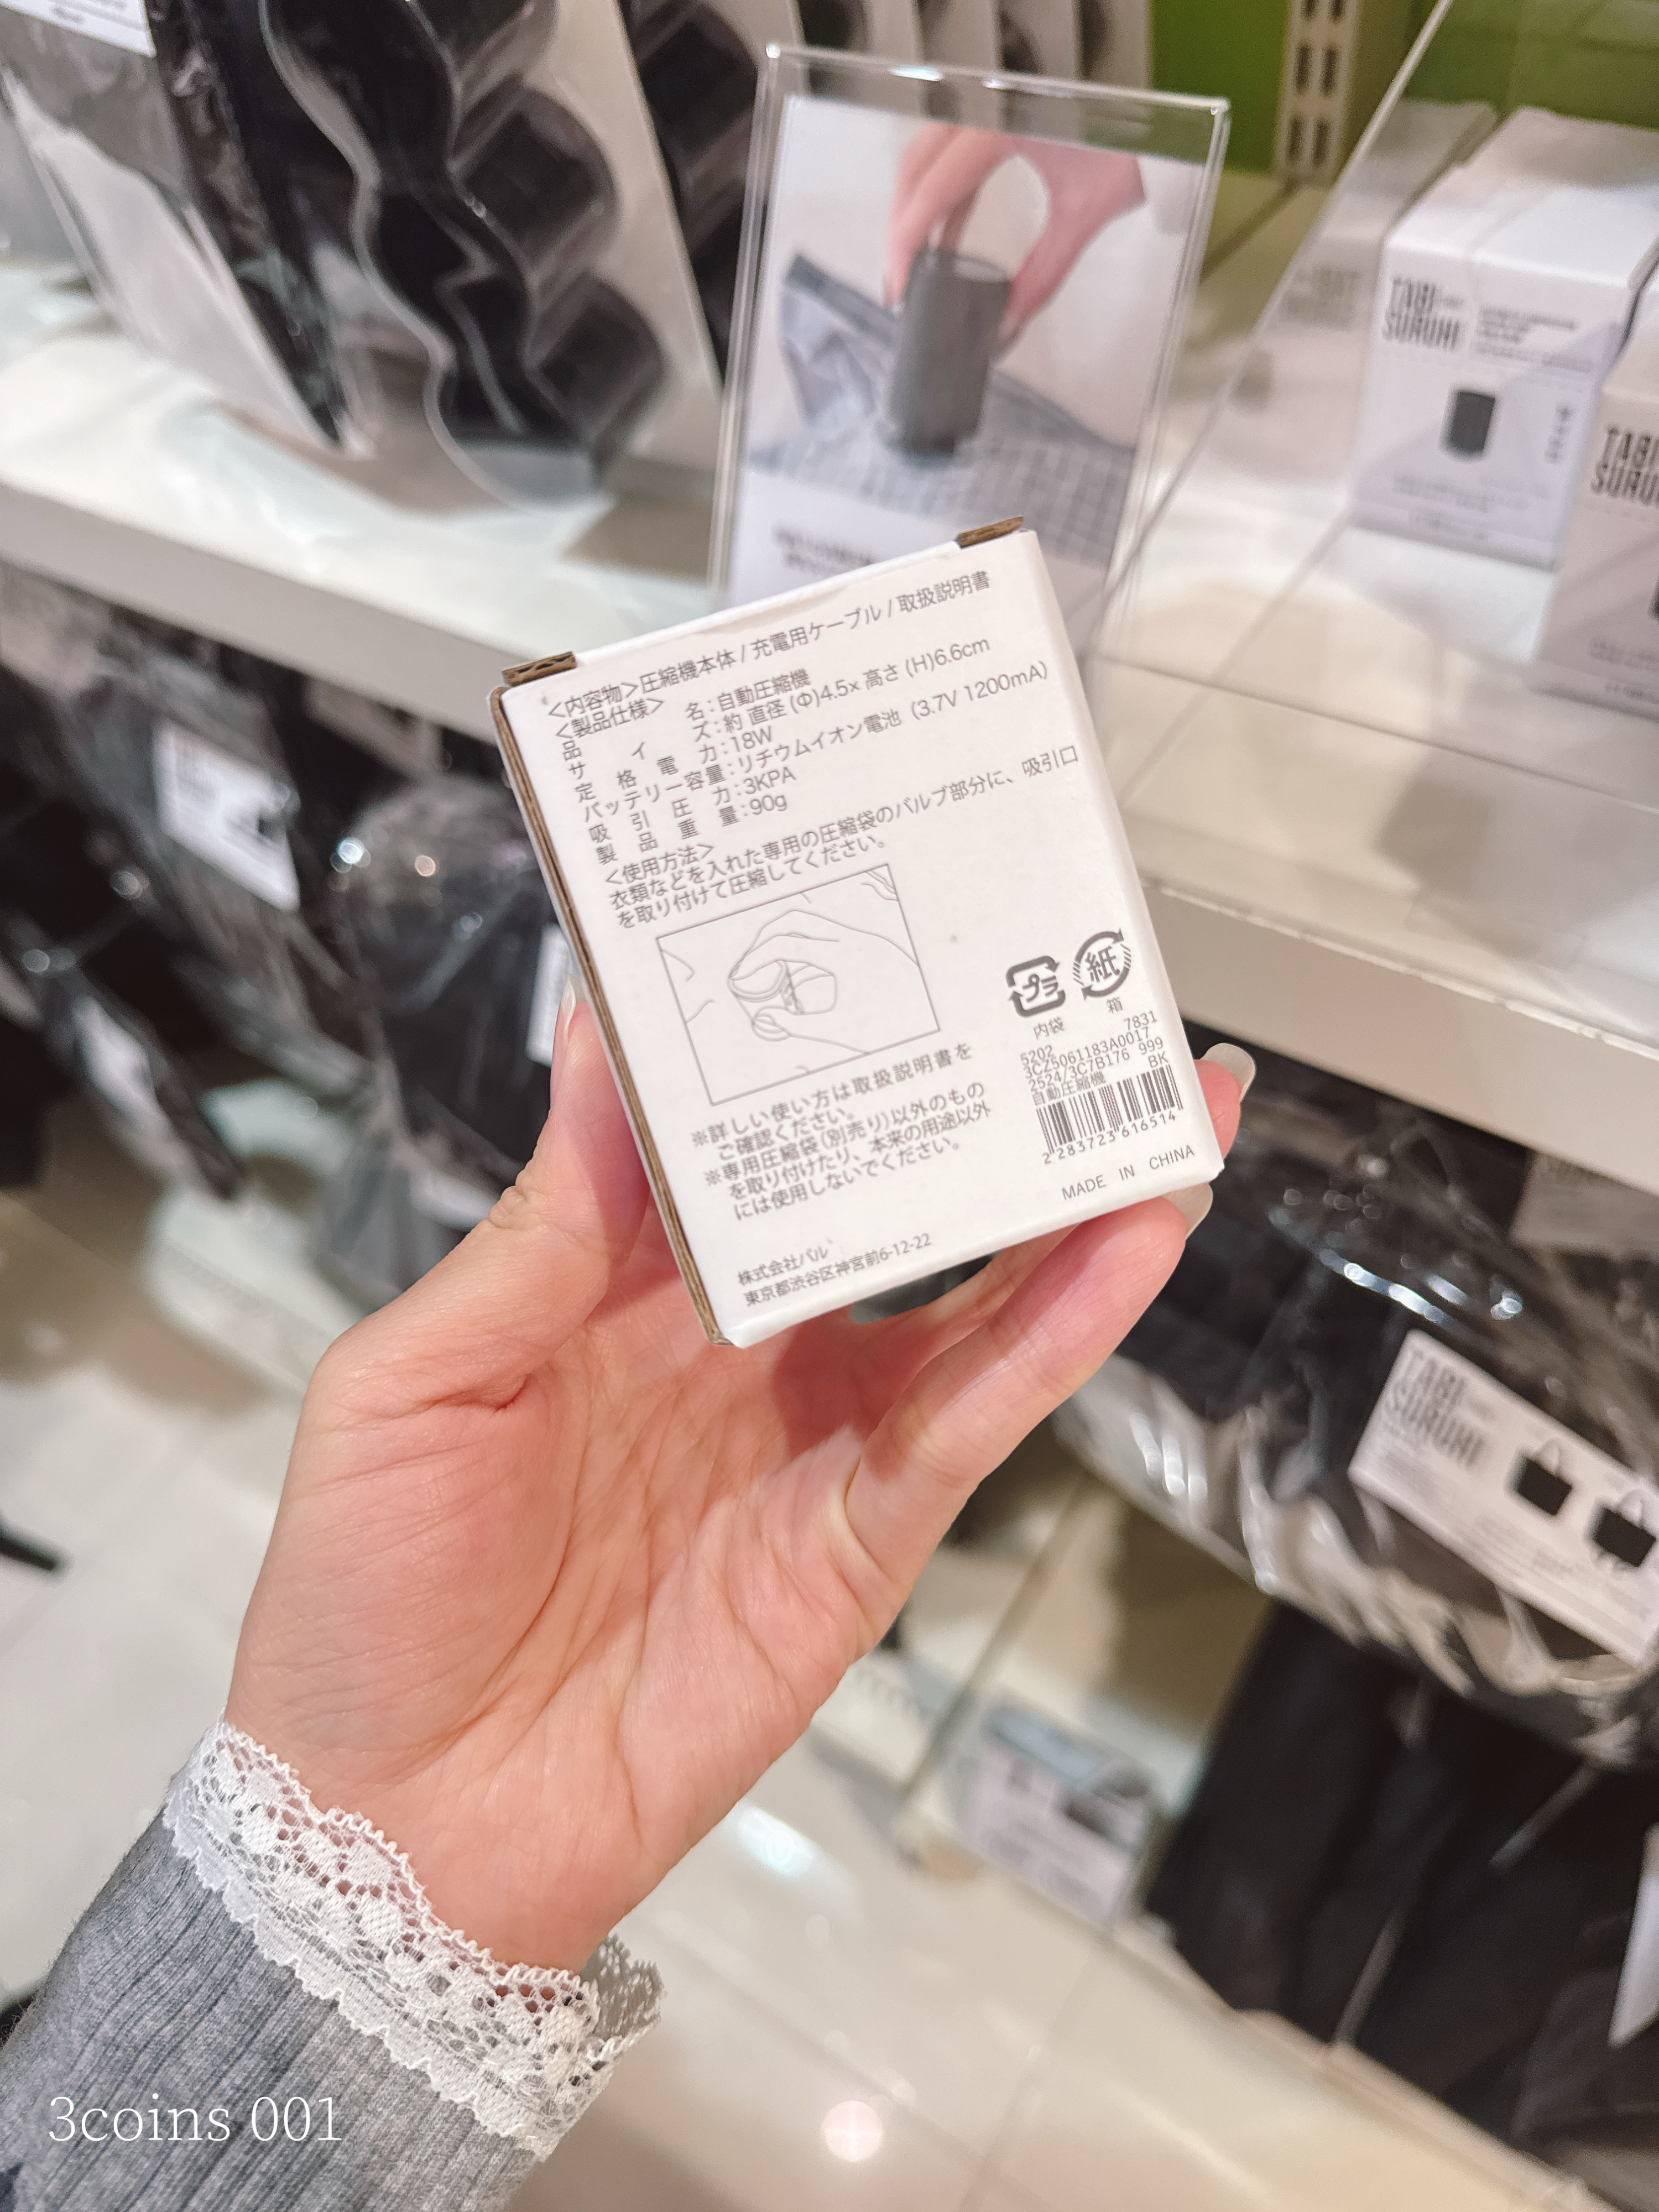 TABI
SURUHI
TABI
SURUHI
<内容物>圧縮機本体 / 充電用ケーブル / 取扱説明書
<製品仕様>
品名:自動圧縮機
サイズ:約 直径 (Φ)4.5× 高さ (H)6.6cm
定格電力:18W
バッテリー容量:リチウムイオン電池 (3.7V 1200mA)
吸引圧力:3KPA
製品重量:90g
<使用方法>
衣類などを入れた専用の圧縮袋のバルブ部分に、吸引口
を取り付けて圧縮してください。
※詳しい使い方は取扱説明書を
ご確認ください。
※専用圧縮袋(別売り)以外のもの
を取り付けたり、本来の用途以外
には使用しないでください。
株式会社パル
東京都渋谷区神宮前6-12-22
プラ
紙
内袋
箱
5202 7831
3CZ5061183A0017
2524/3C7B176 999
自動圧縮機 BK
2 283723 616514
MADE IN CHINA
TABI
SURUHI
3coins 001